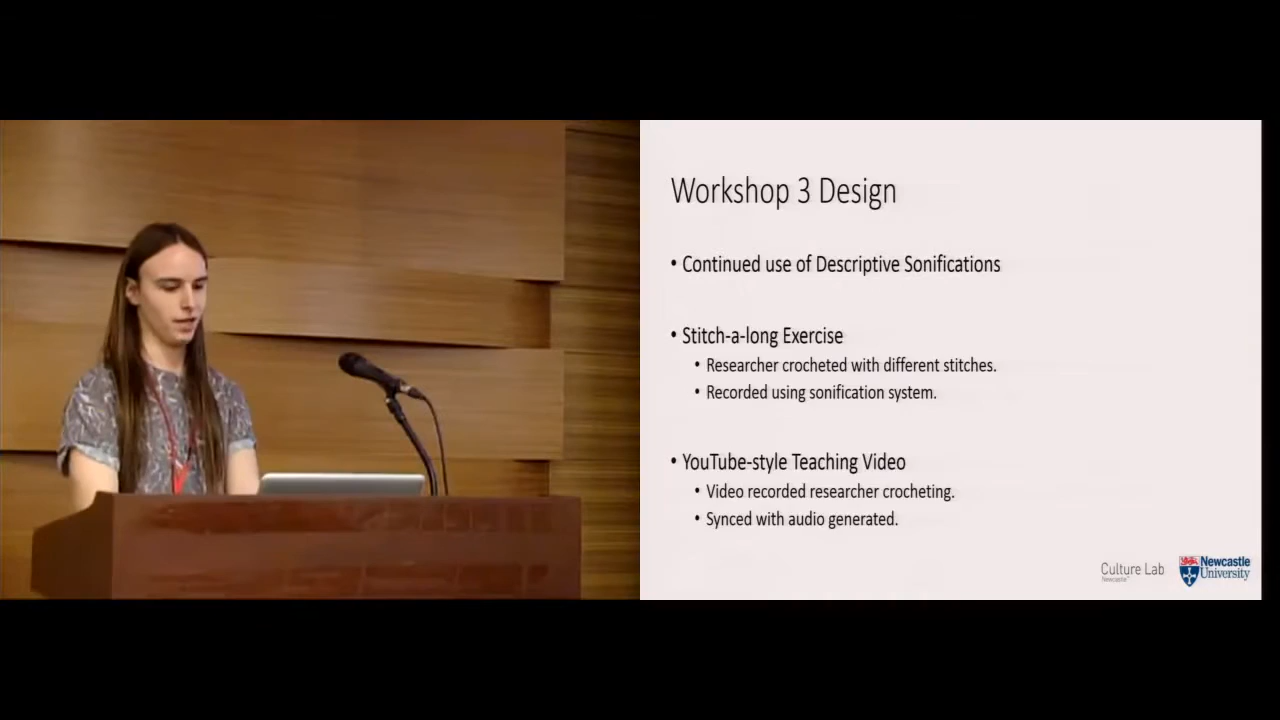 Workshop 3 Design
• Continued use of Descriptive Sonifications
• Stitch-a-long Exercise
• Researcher crocheted with different stitches.
• Recorded using sonification system.
• YouTube-style Teaching Video
• Video recorded researcher crocheting.
• Synced with audio generated.
Culture Lab
Newcastle
Newcastle
University